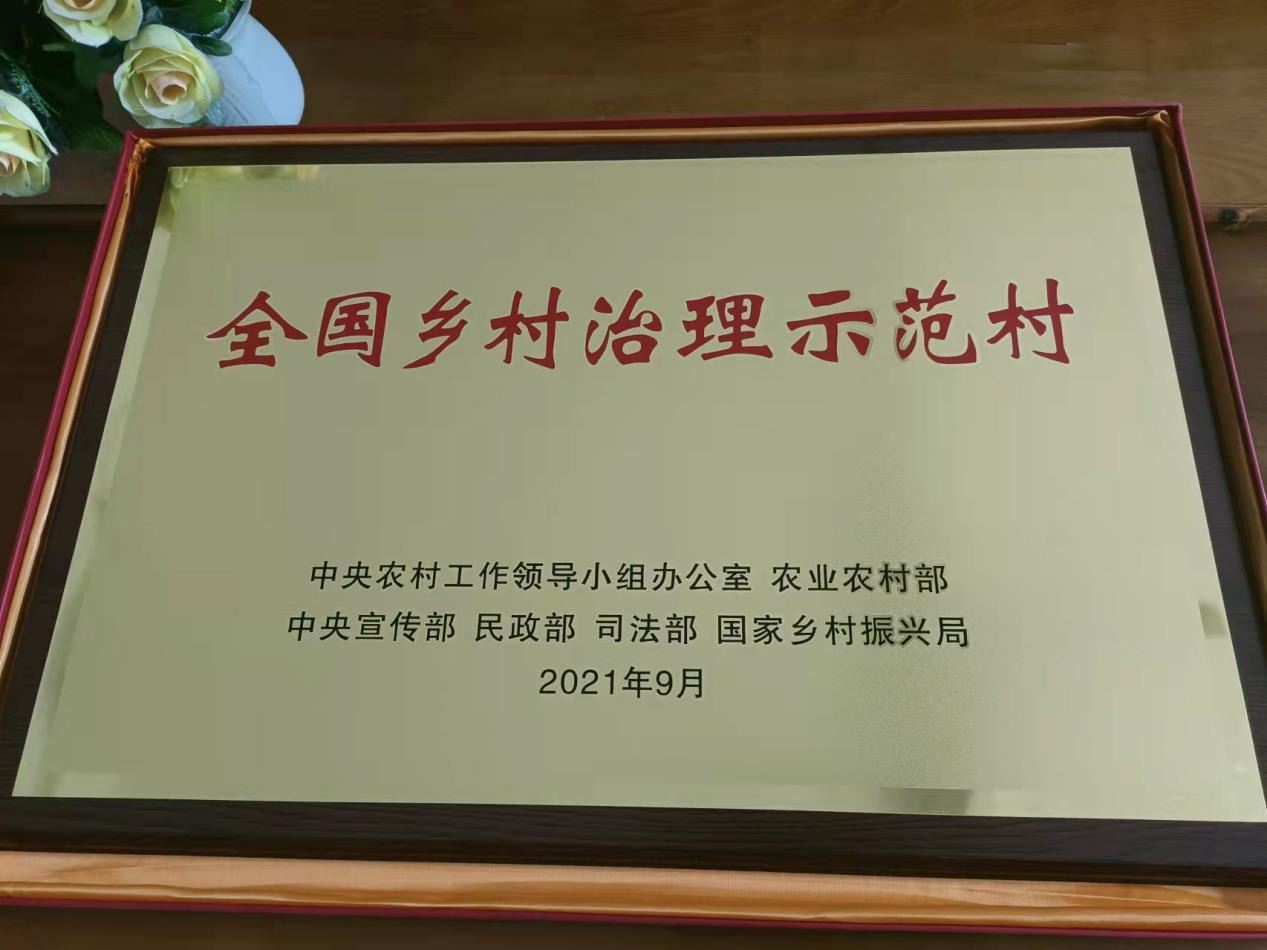 全国乡村治理示范村
中央农村工作领导小组办公室 农业农村部
中央宣传部 民政部 司法部 国家乡村振兴局
2021年9月